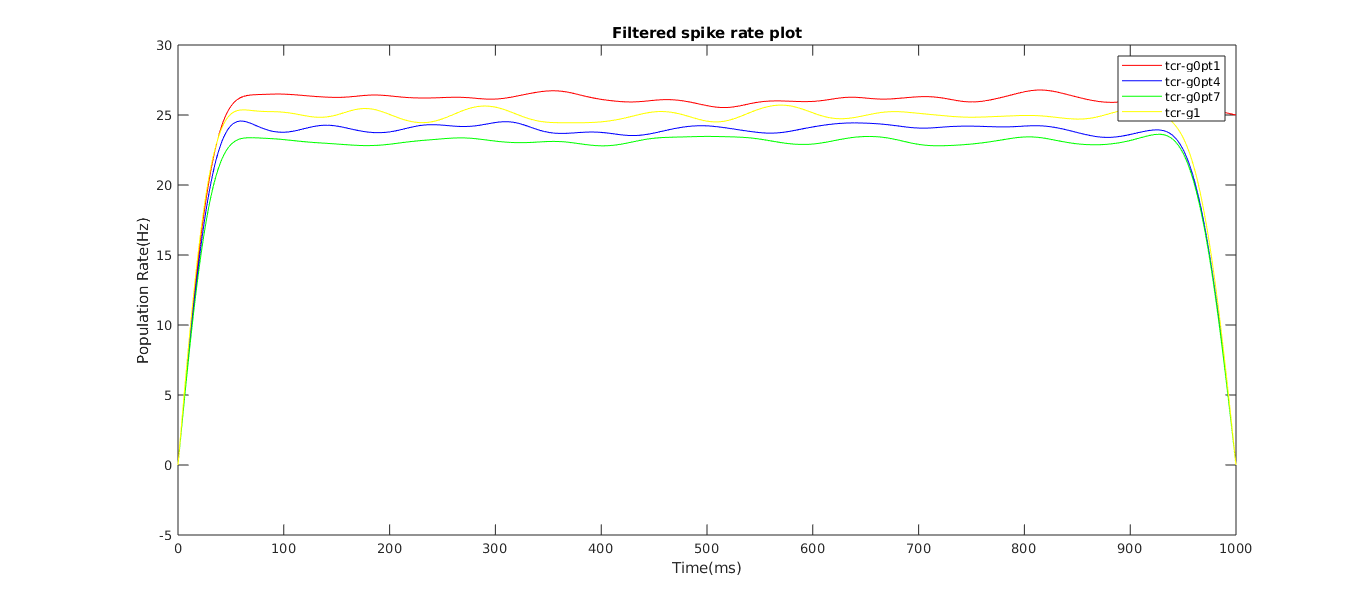 Filtered spike rate plot
30
25
20
15
10
5
0
-5
Population Rate(Hz)
tcr-g0pt1
tcr-g0pt4
tcr-g0pt7
tcr-g1
0 100 200 300 400 500 600 700 800 900 1000
Time(ms)